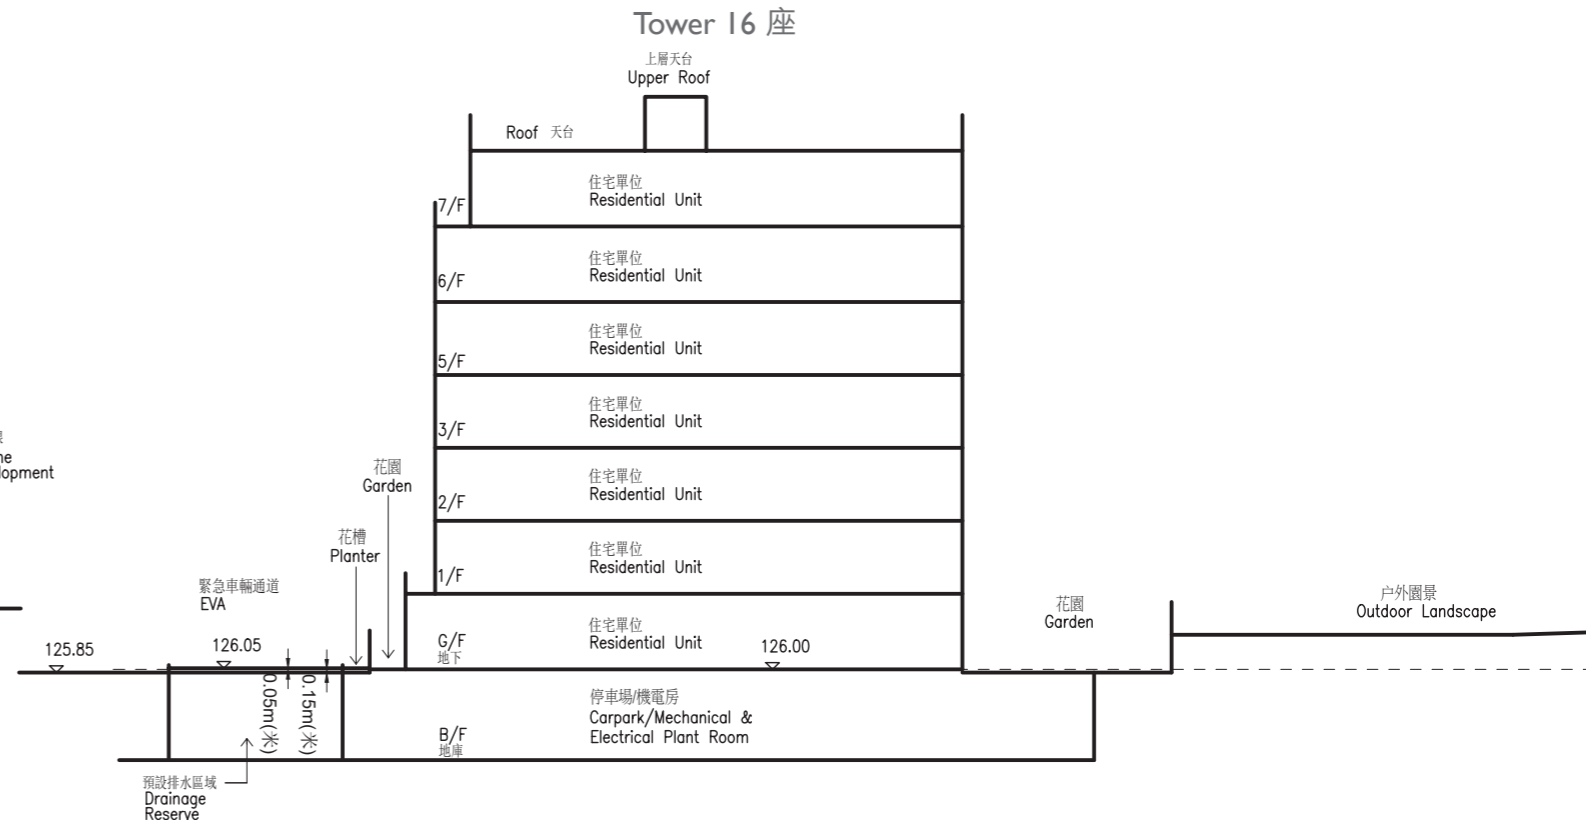 Tower 16 座
上層天台
Upper Roof
Roof 天台
住宅單位
Residential Unit
7/F
住宅單位
Residential Unit
6/F
住宅單位
Residential Unit
5/F
住宅單位
Residential Unit
3/F
住宅單位
Residential Unit
2/F
住宅單位
Residential Unit
1/F
住宅單位
Residential Unit
G/F
地下
126.00
停車場/機電房
Carpark/Mechanical &
Electrical Plant Room
B/F
地庫
花園
Garden
花槽
Planter
緊急車輛通道
EVA
125.85
126.05
0.05m(米)
0.15m(米)
預設排水區域
Drainage
Reserve
花園
Garden
户外園景
Outdoor Landscape